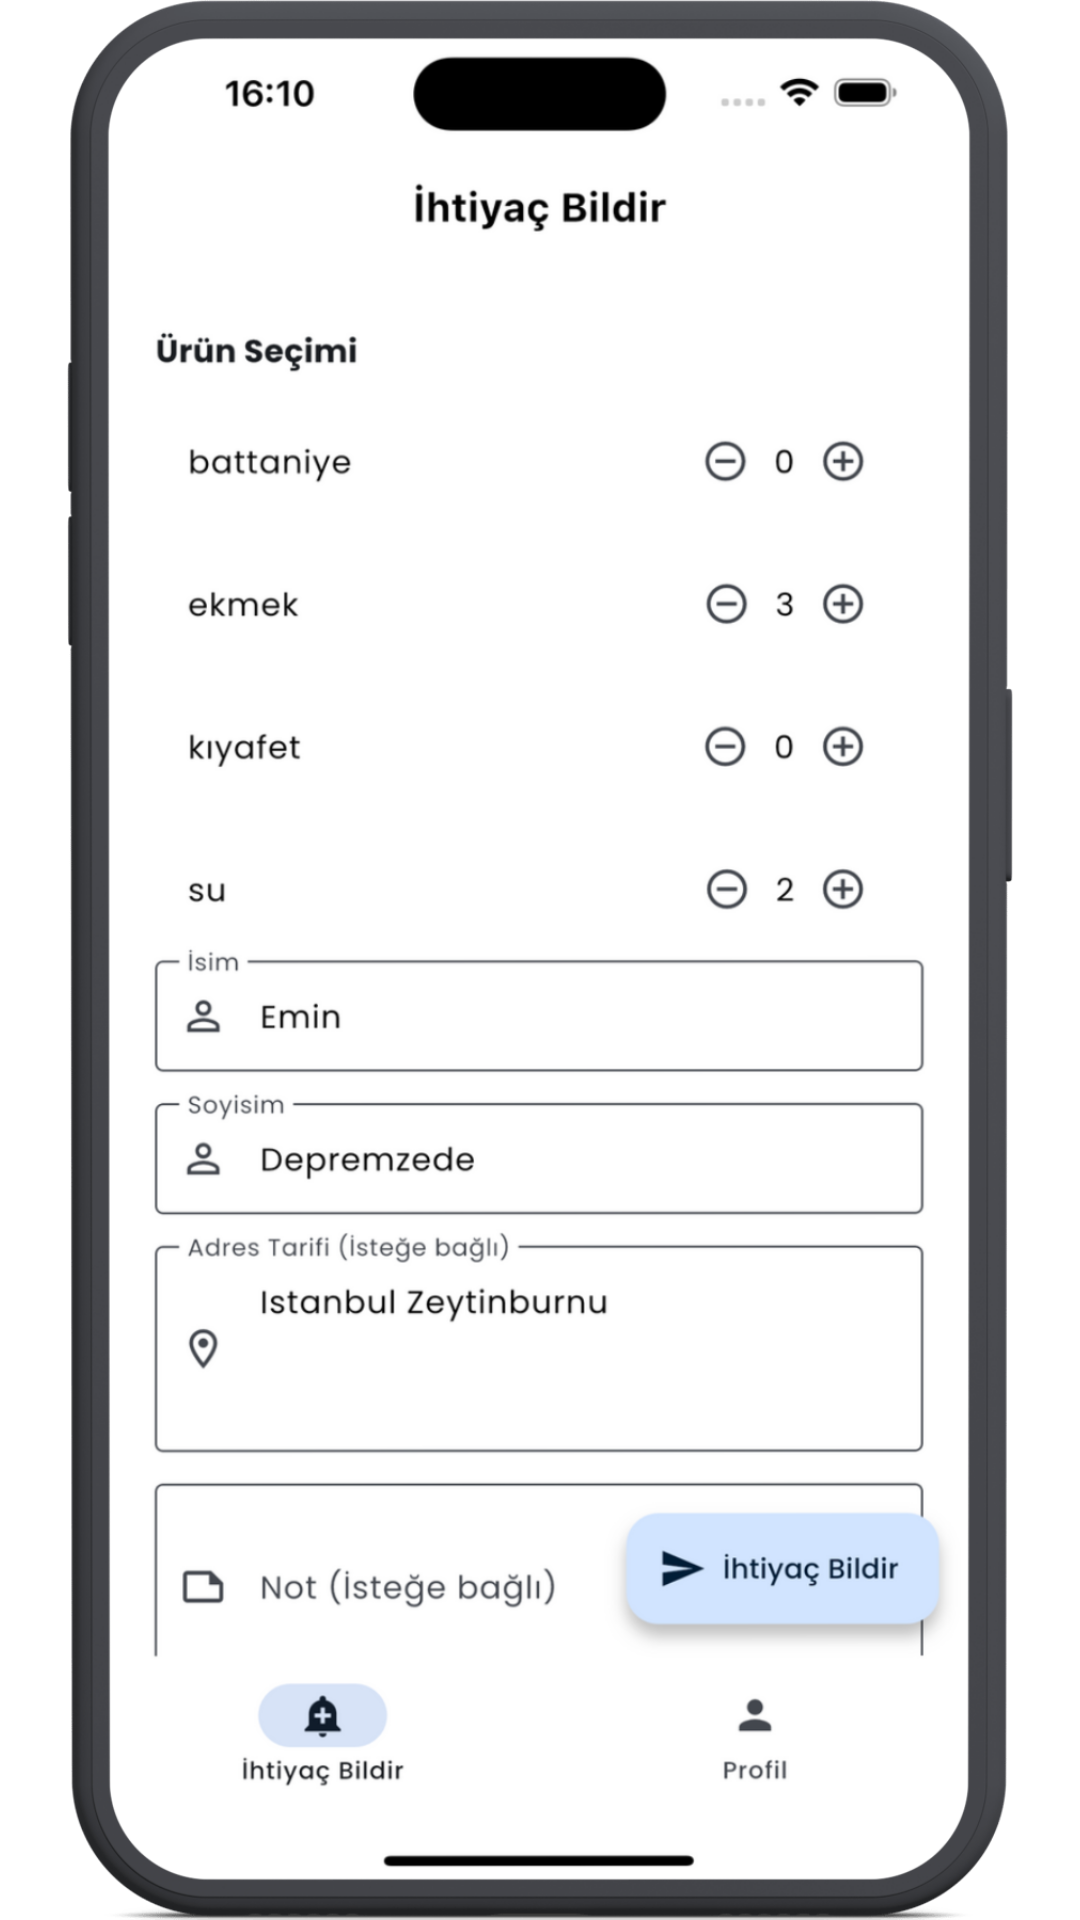 16:10
İhtiyaç Bildir
Ürün Seçimi
battaniye 0
ekmek 3
kıyafet 0
su 2
İsim
Emin
Soyisim
Depremzede
Adres Tarifi (İsteğe bağlı)
Istanbul Zeytinburnu
Not (İsteğe bağlı)
İhtiyaç Bildir
İhtiyaç Bildir
Profil